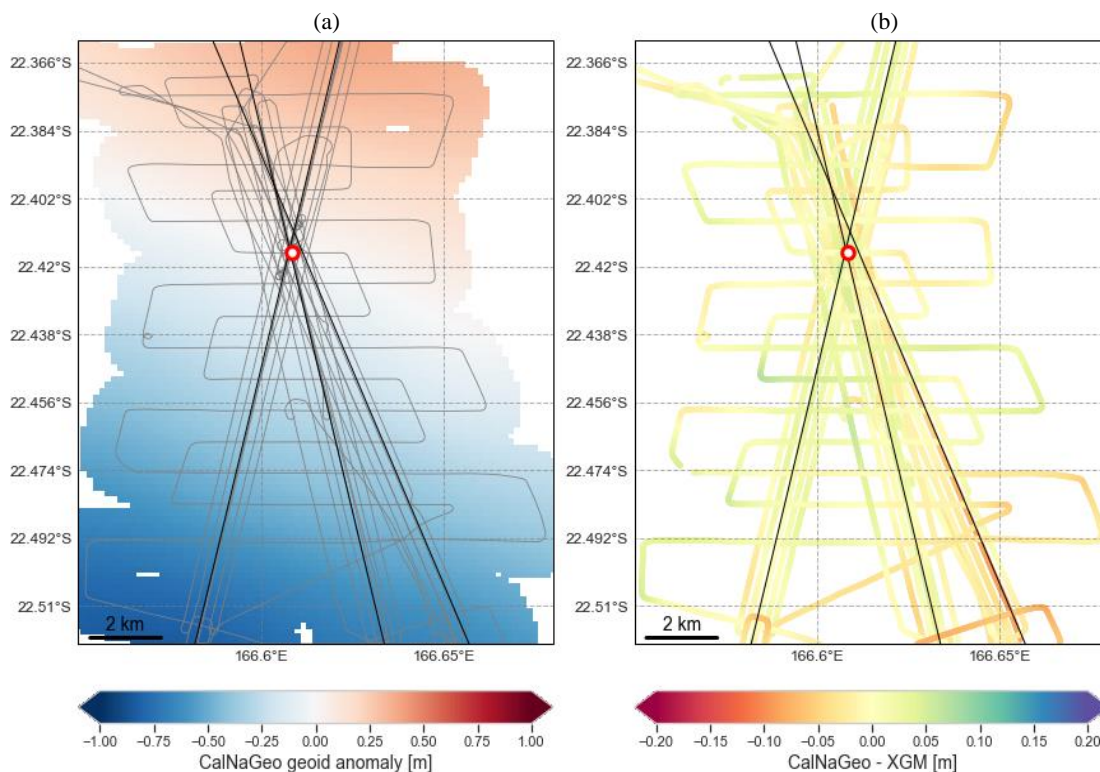 (a)
(b)
22.366°S
22.384°S
22.402°S
22.42°S
22.438°S
22.456°S
22.474°S
22.492°S
22.51°S
2 km
166.6°E
166.65°E
22.366°S
22.384°S
22.402°S
22.42°S
22.438°S
22.456°S
22.474°S
22.492°S
22.51°S
2 km
166.6°E
166.65°E
−1.00 −0.75 −0.50 −0.25 0.00 0.25 0.50 0.75 1.00
CalNaGeo geoid anomaly [m]
−0.20 −0.15 −0.10 −0.05 0.00 0.05 0.10 0.15 0.20
CalNaGeo - XGM [m]